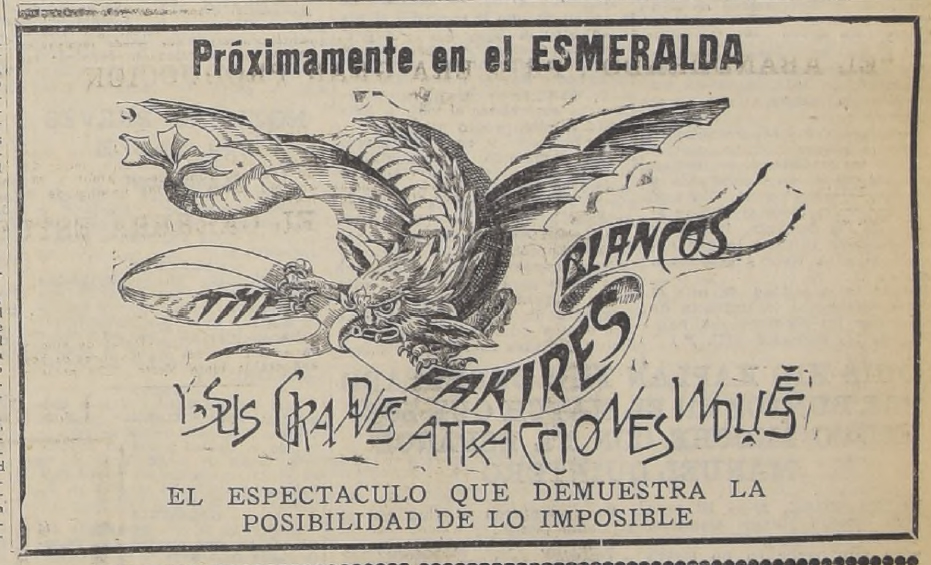 Próximamente en el ESMERALDA
THE
FAKIRES
BLANCOS
Y SUS GRANDES ATRACCIONES
EL ESPECTACULO QUE DEMUESTRA LA
POSIBILIDAD DE LO IMPOSIBLE